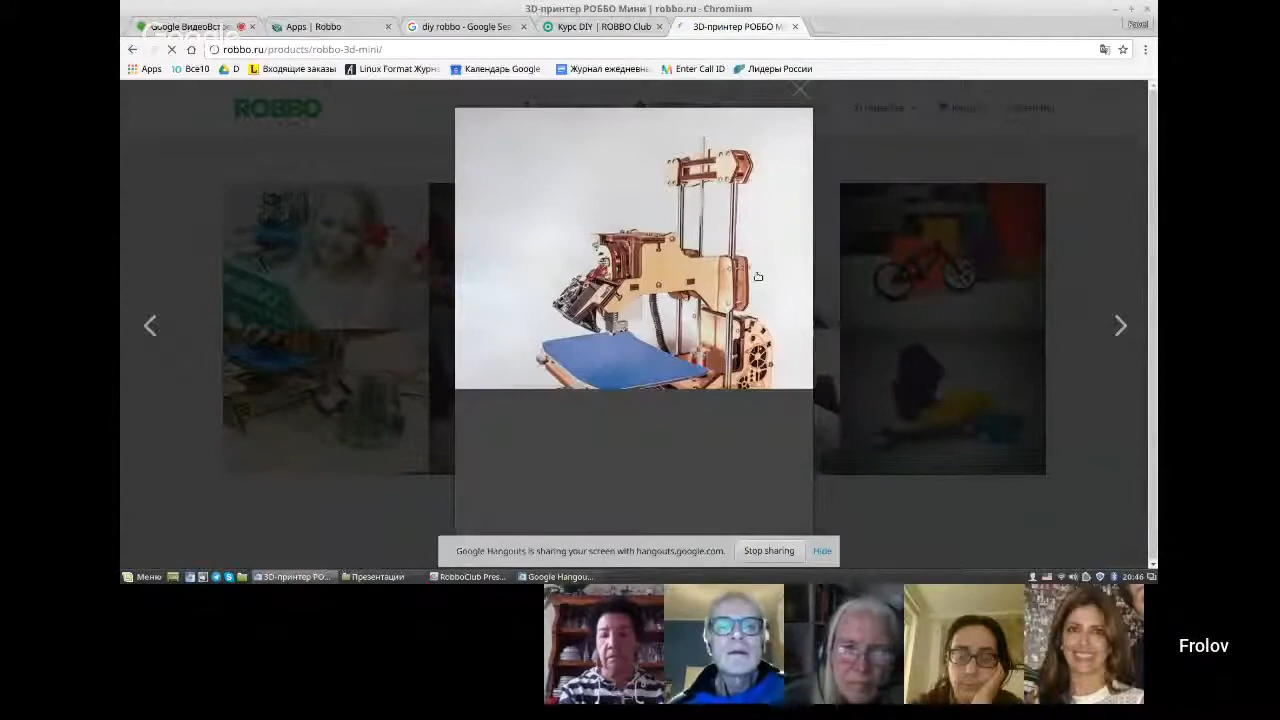 3D-принтер РОББО Мини | robbo.ru - Chromium
Google ВидеоВст
Apps | Robbo
diy robbo - Google Sea
Курс DIY | ROBBO Club
3D-принтер РОББО М
Pawel
Google
robbo.ru/products/robbo-3d-mini/
Apps
Все10
D
Входящие заказы
Linux Format Журн
Календарь Google
Журнал ежедневн
Enter Call ID
Лидеры России
ROBBO
Google Hangouts is sharing your screen with hangouts.google.com.
Stop sharing
Hide
Меню
3D-принтер РО...
Презентации
RobboClub Pres...
Google Hangou...
20:46
Frolov